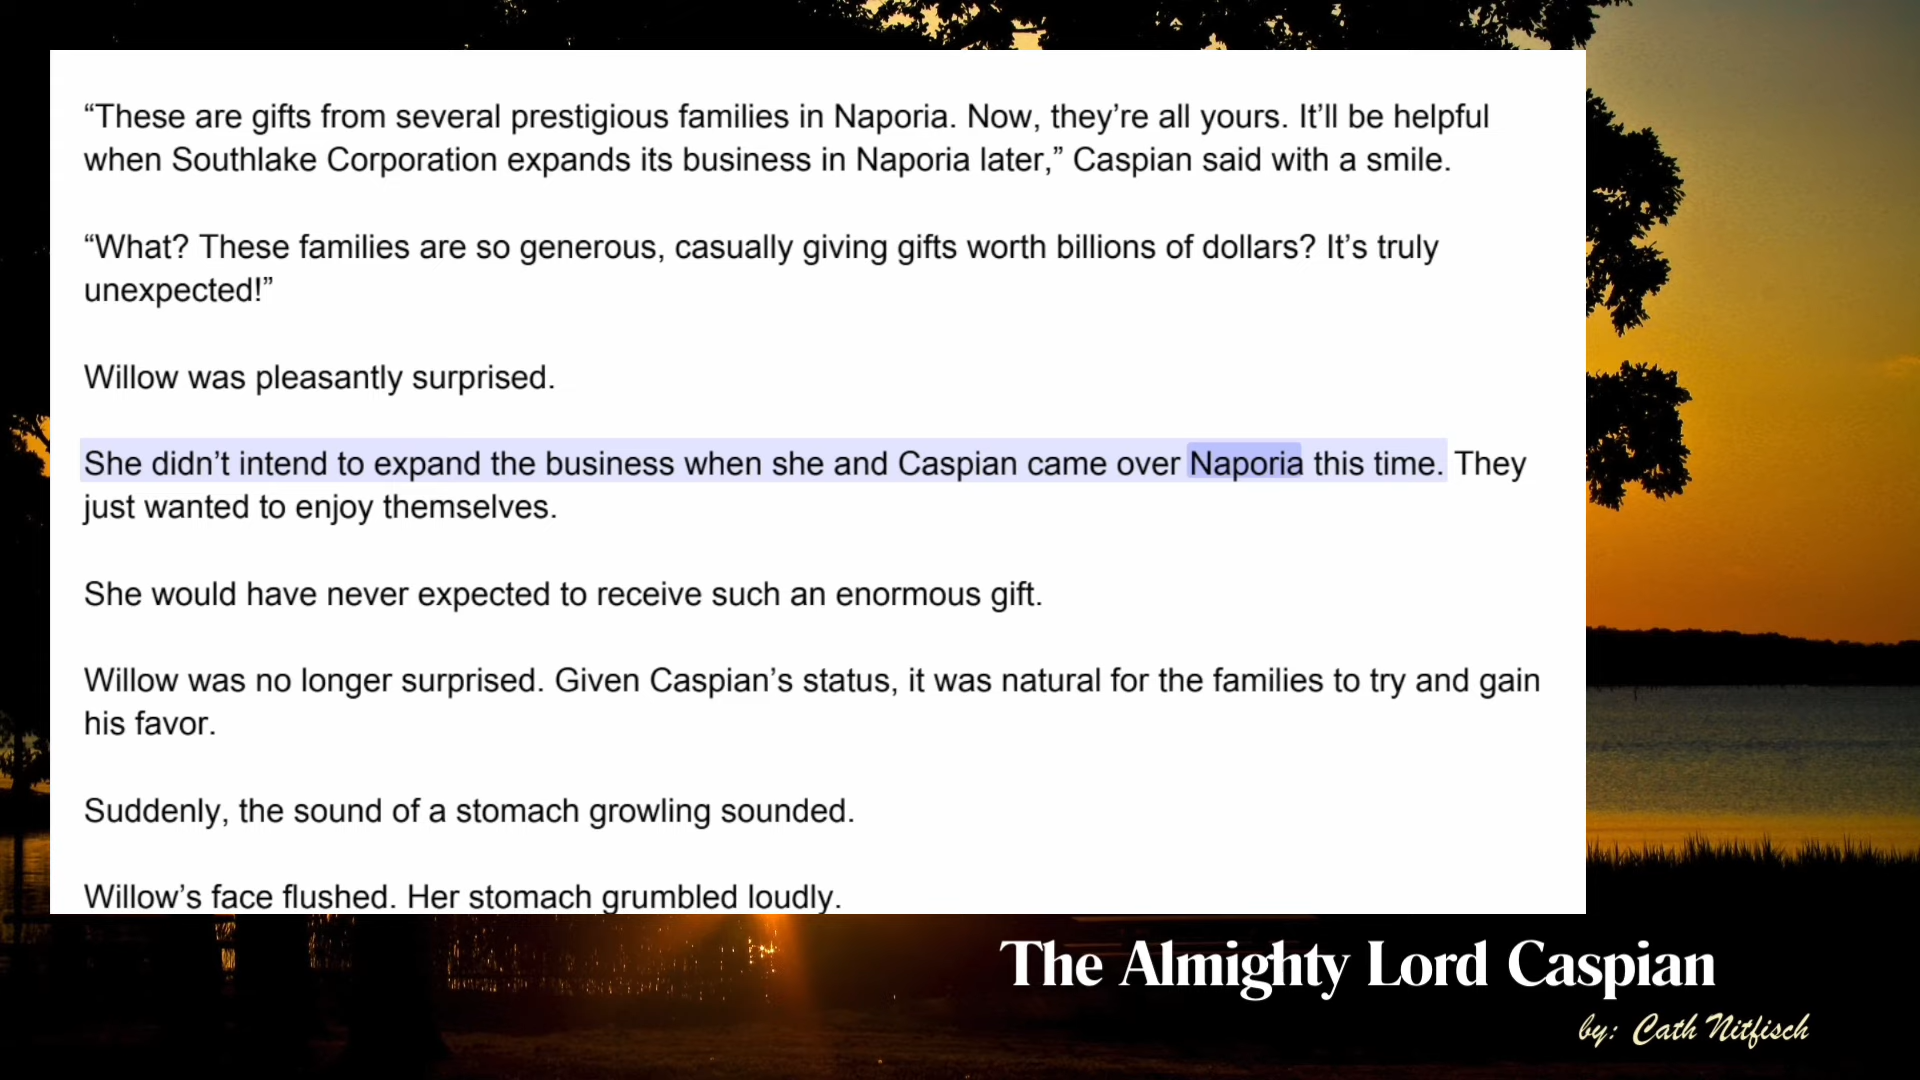 “These are gifts from several prestigious families in Naporia. Now, they’re all yours. It’ll be helpful
when Southlake Corporation expands its business in Naporia later,” Caspian said with a smile.
“What? These families are so generous, casually giving gifts worth billions of dollars? It’s truly
unexpected!”
Willow was pleasantly surprised.
She didn’t intend to expand the business when she and Caspian came over Naporia this time. They
just wanted to enjoy themselves.
She would have never expected to receive such an enormous gift.
Willow was no longer surprised. Given Caspian’s status, it was natural for the families to try and gain
his favor.
Suddenly, the sound of a stomach growling sounded.
Willow’s face flushed. Her stomach grumbled loudly.
The Almighty Lord Caspian
by: Cath Nitfisch